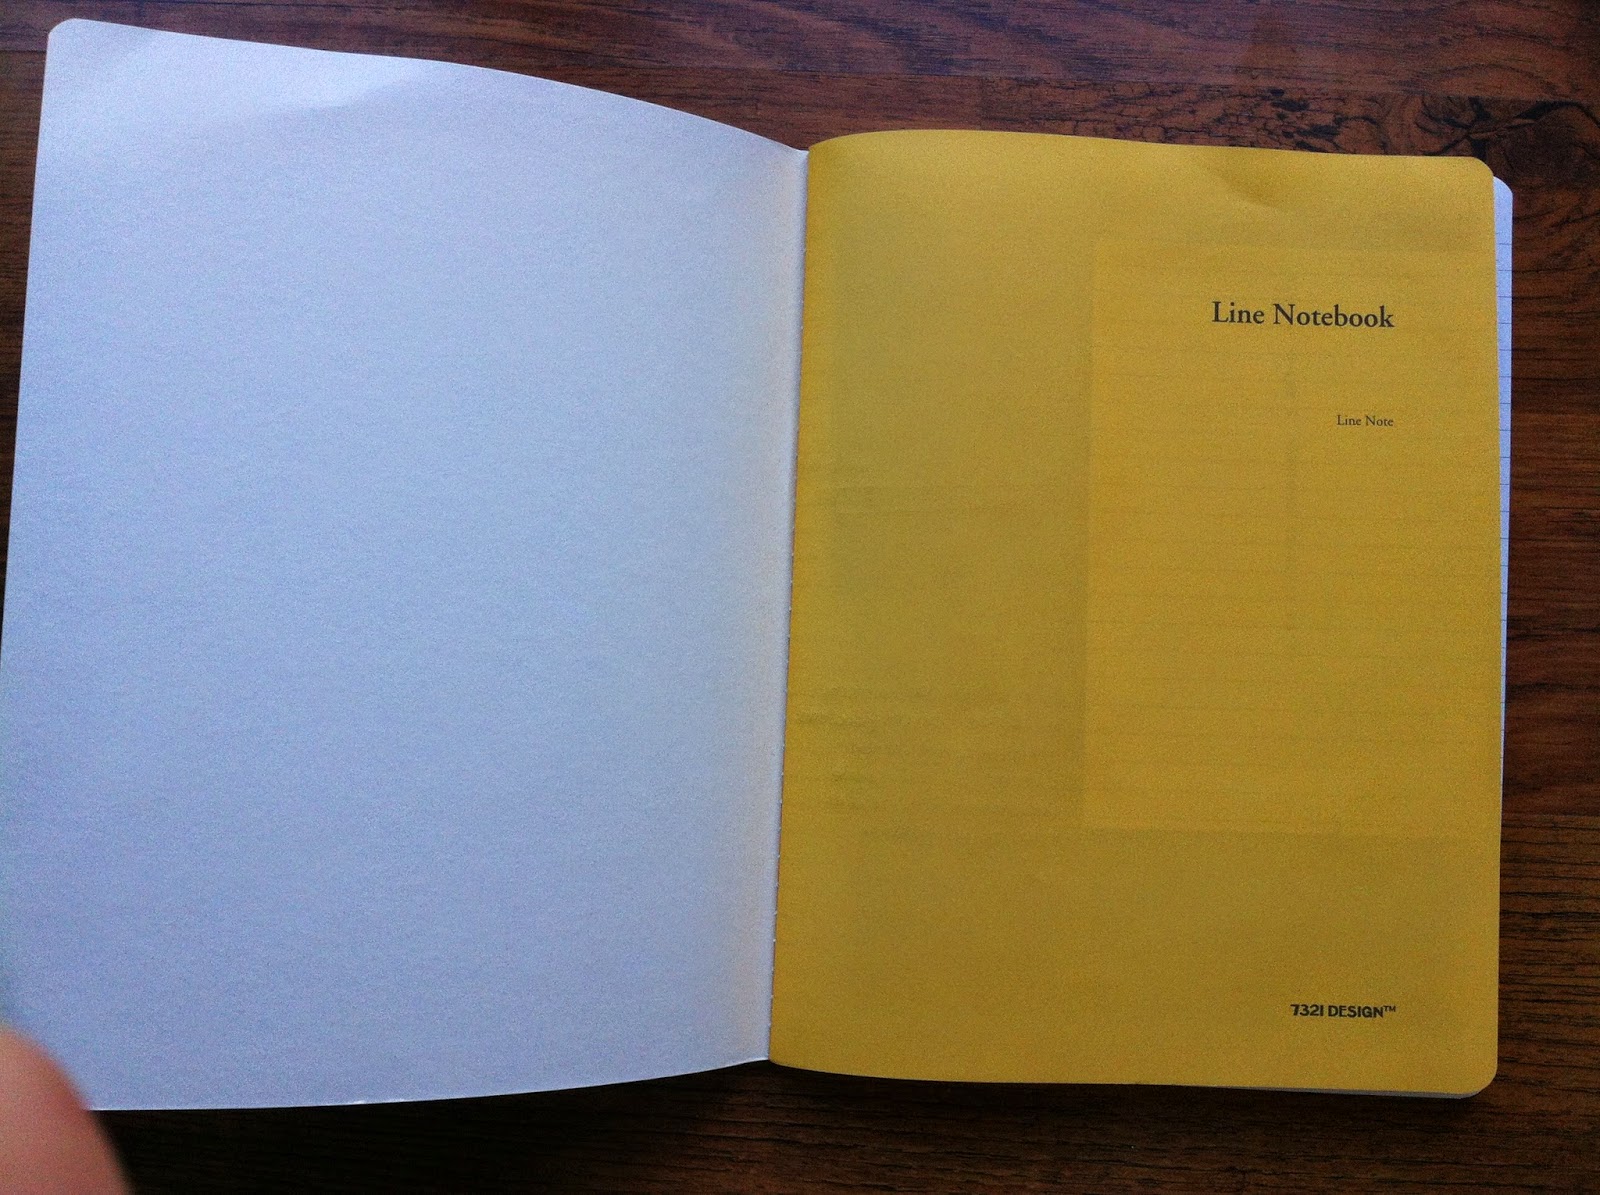 Line Notebook
Line Note
7321 DESIGN™